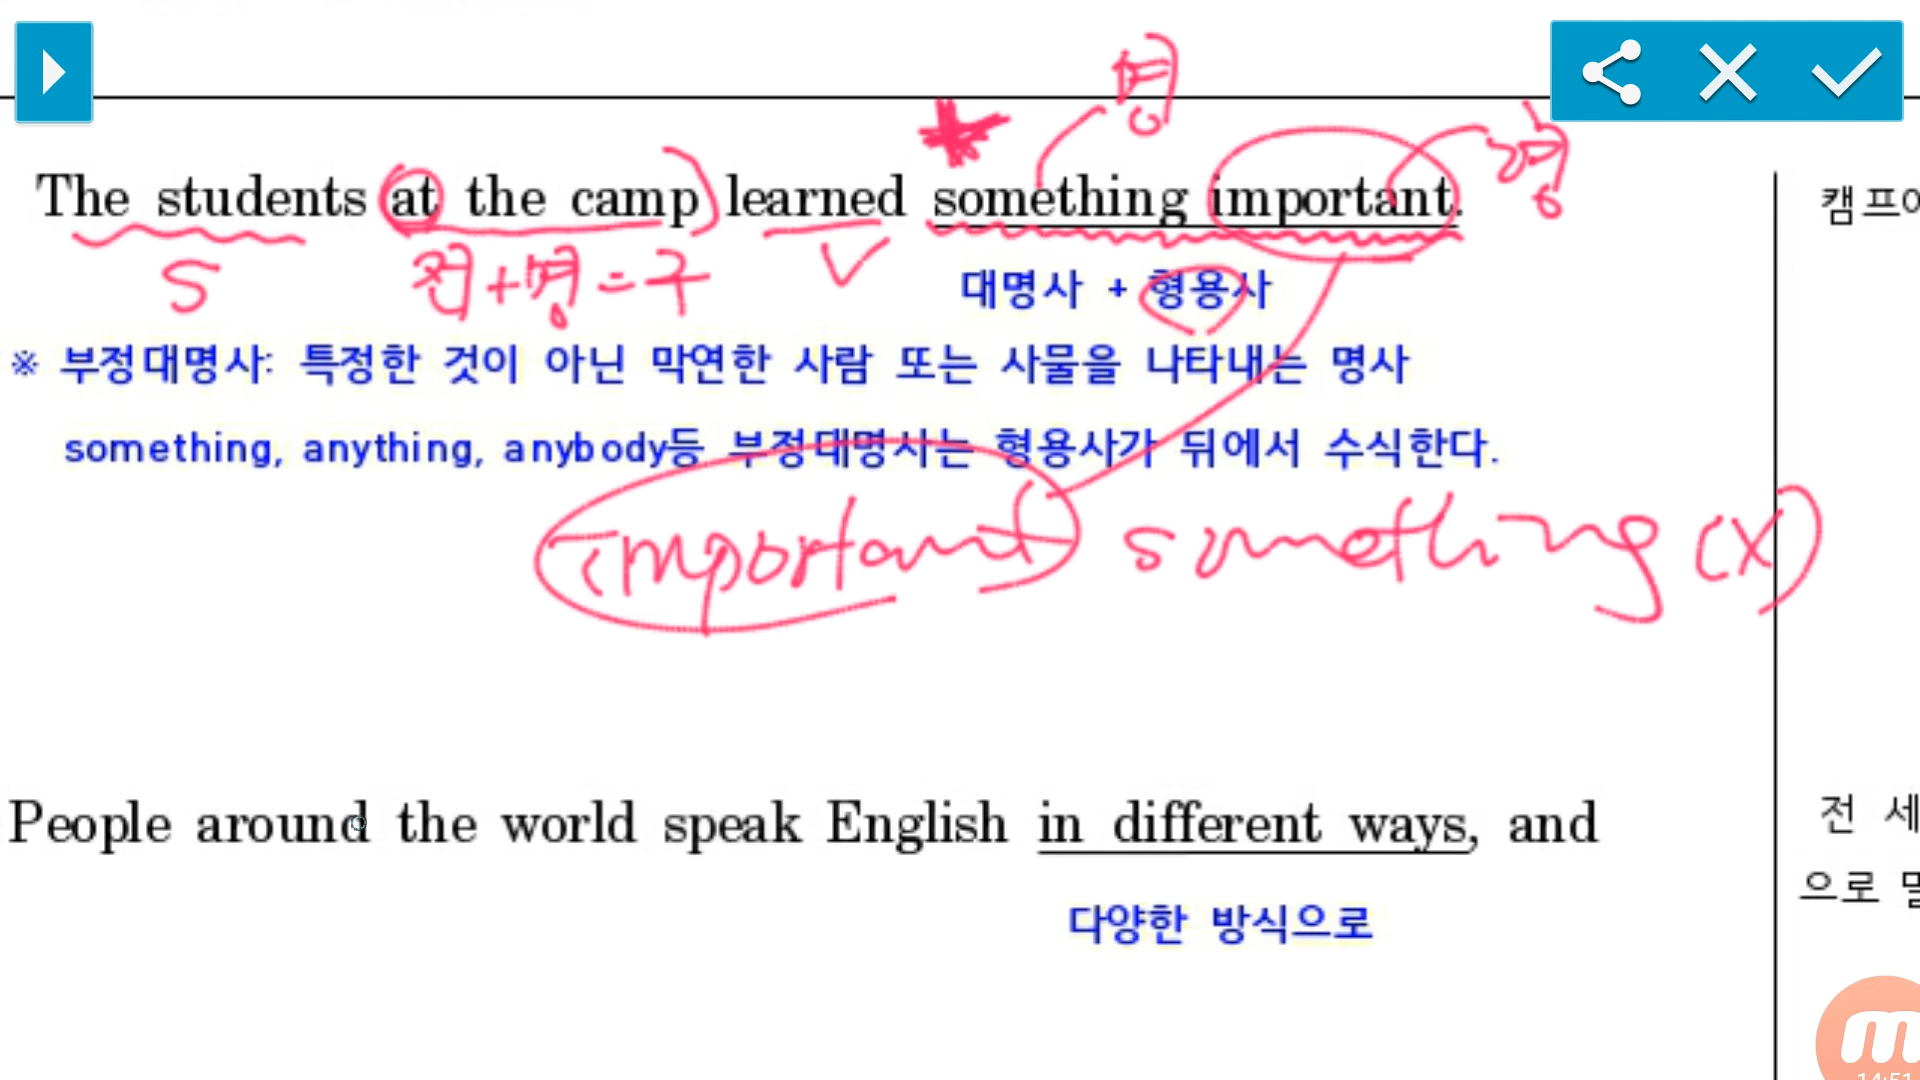 명
형
The students at the camp) learned something important.
캠프에
S 전+명=구 V 대명사 + 형용사
※ 부정대명사: 특정한 것이 아닌 막연한 사람 또는 사물을 나타내는 명사
something, anything, anybody등 부정대명사는 형용사가 뒤에서 수식한다.
important something (X)
People around the world speak English in different ways, and
전 세
으로 말
다양한 방식으로
14:51